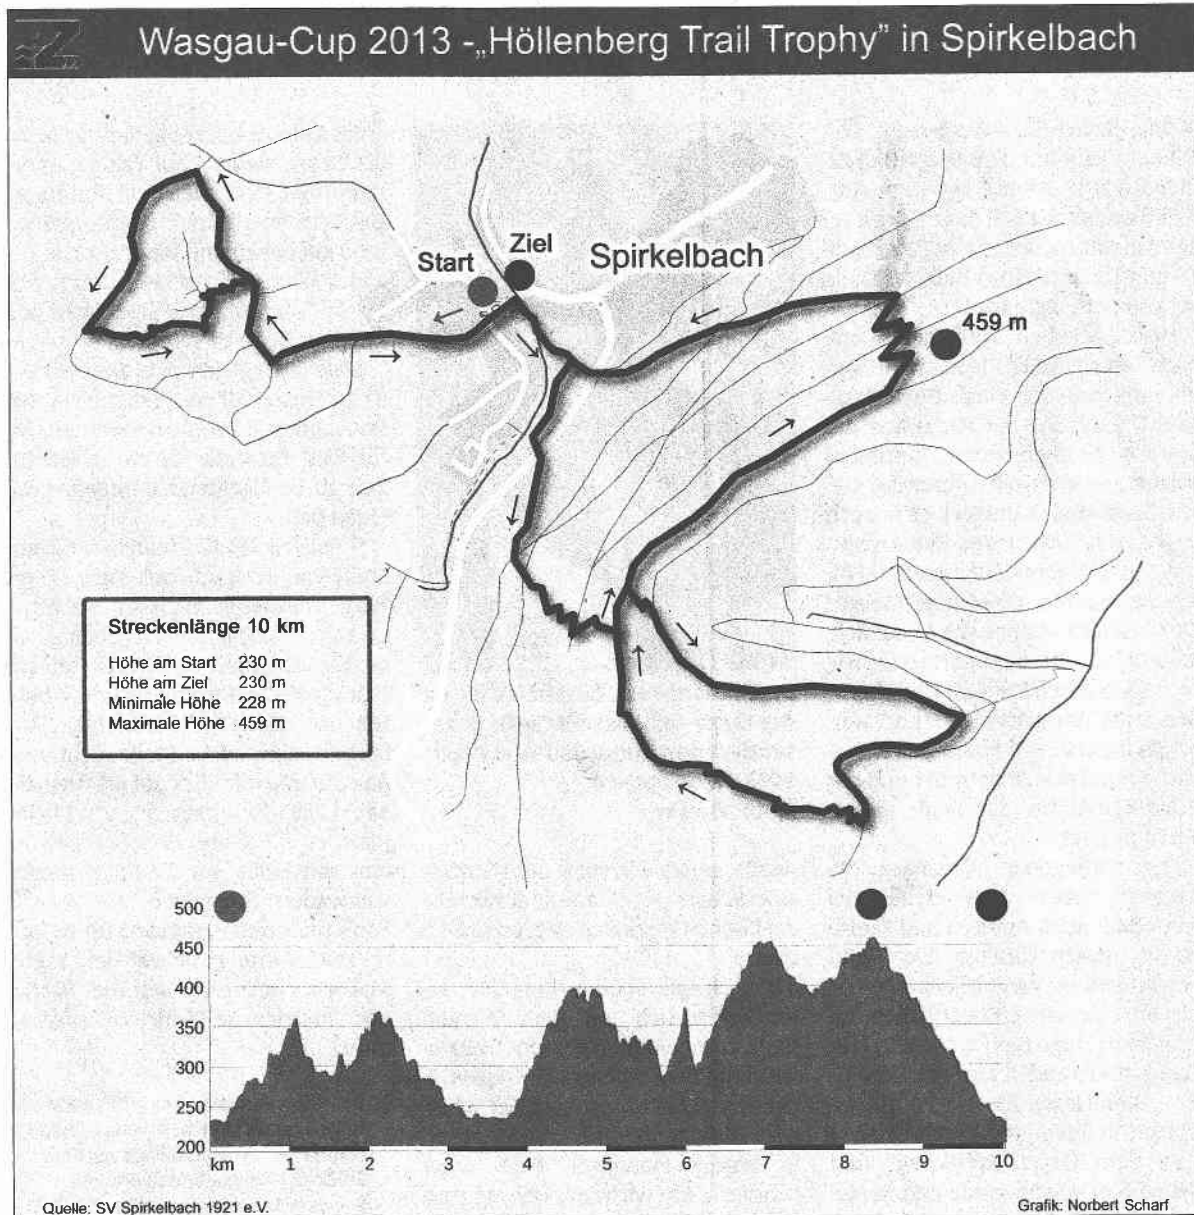 Wasgau-Cup 2013 -„Höllenberg Trail Trophy” in Spirkelbach
Ziel
Start
Spirkelbach
459 m
Streckenlänge 10 km
Höhe am Start 230 m
Höhe am Ziel 230 m
Minimale Höhe 228 m
Maximale Höhe 459 m
500
450
400
350
300
250
200
km 1 2 3 4 5 6 7 8 9 10
Quelle: SV Spirkelbach 1921 e.V.
Grafik: Norbert Scharf